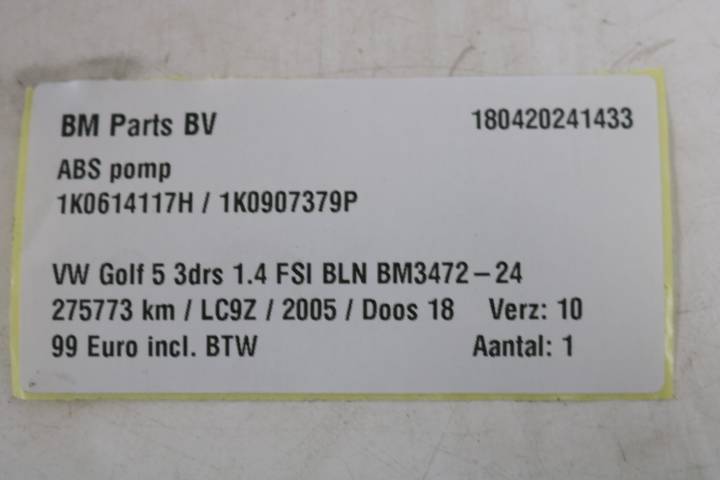 BM Parts BV 180420241433
ABS pomp
1K0614117H / 1K0907379P
VW Golf 5 3drs 1.4 FSI BLN BM3472-24
275773 km / LC9Z / 2005 / Doos 18 Verz: 10
99 Euro incl. BTW Aantal: 1